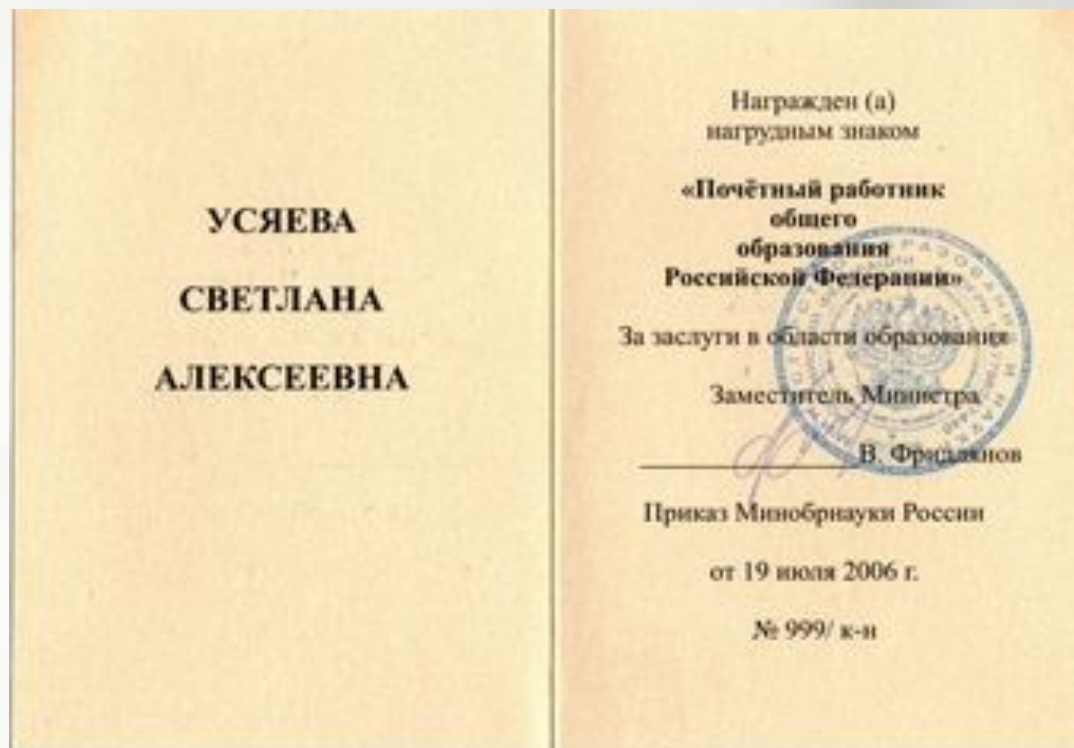 УСЯЕВА
СВЕТЛАНА
АЛЕКСЕЕВНА
Награжден (а)
нагрудным знаком
«Почётный работник
общего
образования
Российской Федерации»
За заслуги в области образования
Заместитель Министра
В. Фридлянов
Приказ Минобрнауки России
от 19 июля 2006 г.
№ 999/ к-н